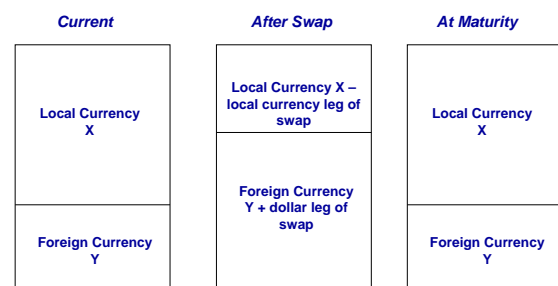 Current
After Swap
At Maturity
Local Currency
X
Foreign Currency
Y
Local Currency X –
local currency leg of
swap
Foreign Currency
Y + dollar leg of
swap
Local Currency
X
Foreign Currency
Y